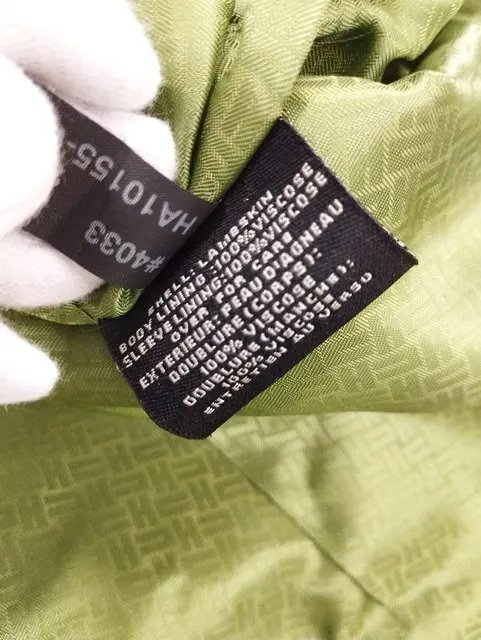 HA10155-
#4033
SHELL: LAMBSKIN
BODY LINING :100%VISCOSE
SLEEVE LINING:100%VISCOSE
OVER FOR CARE
EXTERIEUR: PEAU D'AGNEAU
DOUBLURE (CORPS):
100% VISCOSE
DOUBLURE (MANCHE):
100% VISCOSE
ENTRETIEN AU VERSO